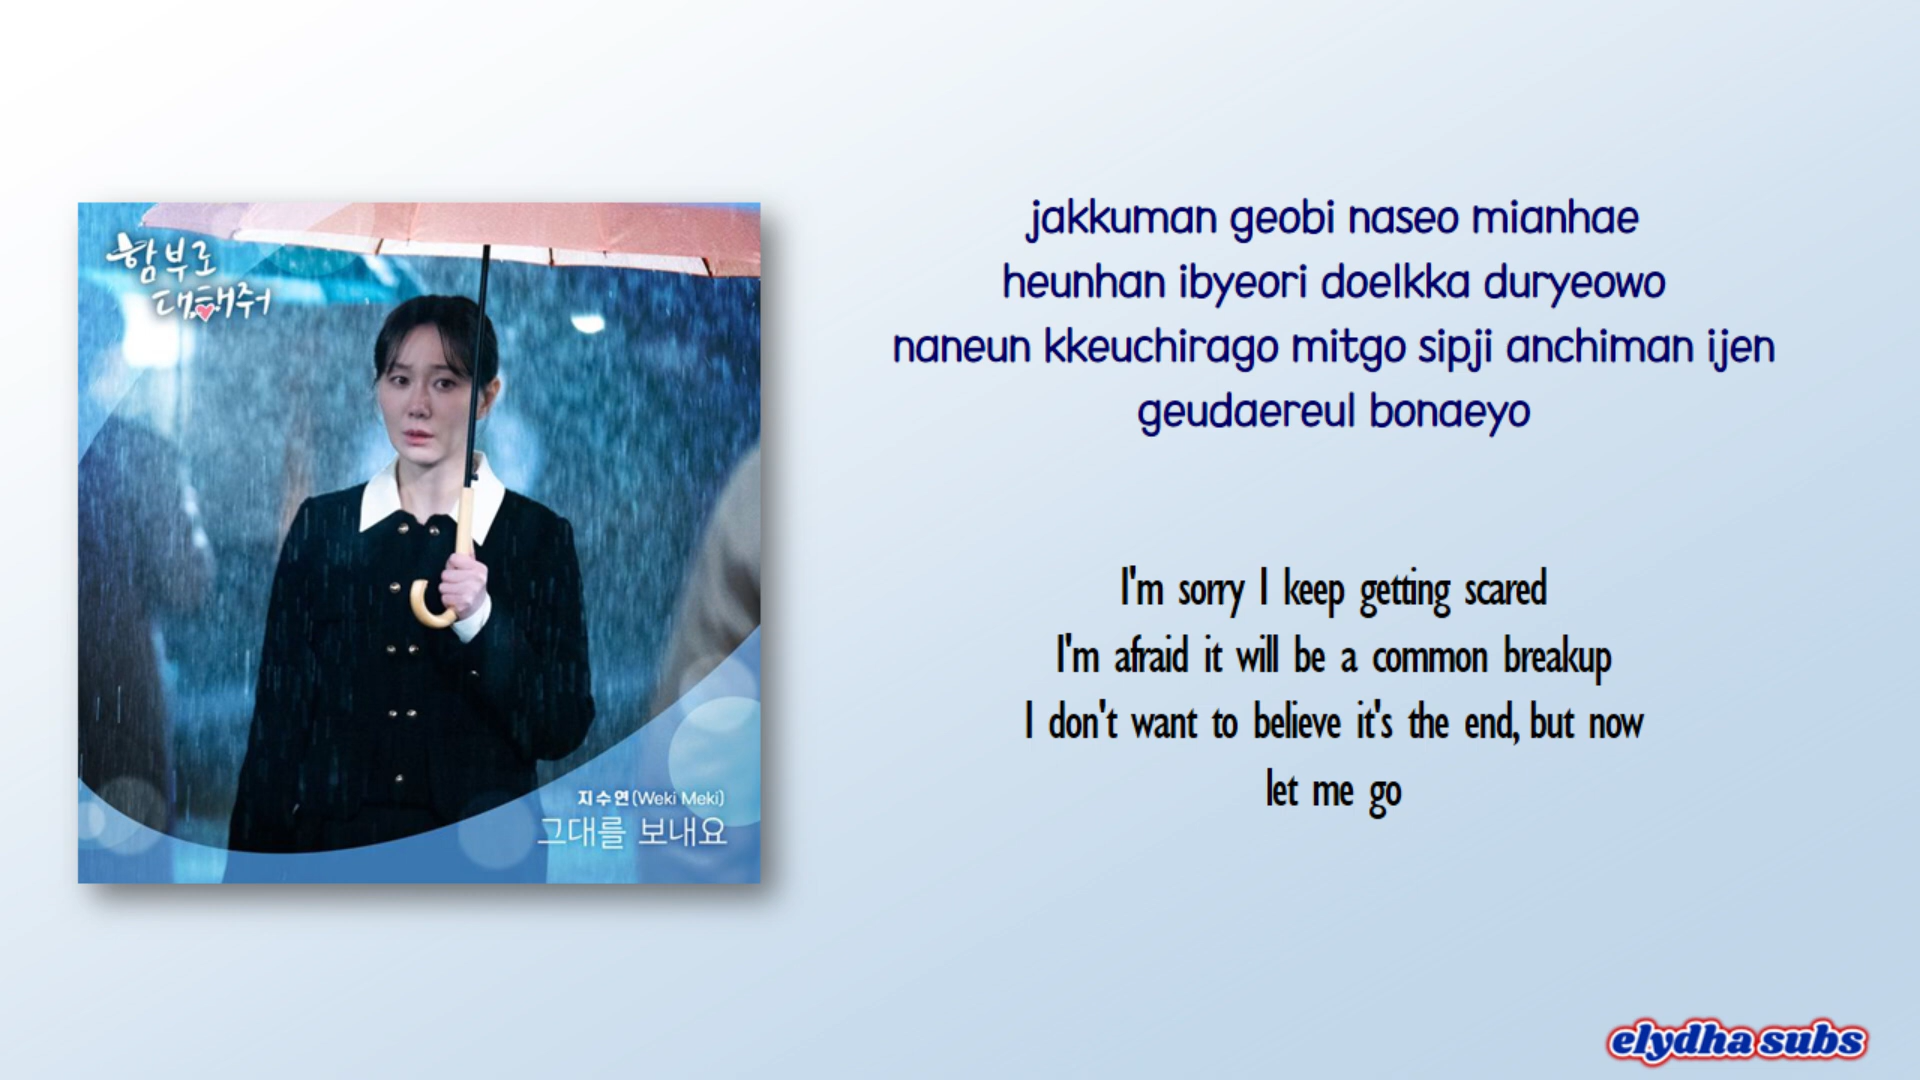 함부로
대해줘
지수연(Weki Meki)
그대를 보내요
jakkuman geobi naseo mianhae
heunhan ibyeori doelkka duryeowo
naneun kkeuchirago mitgo sipji anchiman ijen
geudaereul bonaeyo
I'm sorry I keep getting scared
I'm afraid it will be a common breakup
I don't want to believe it's the end, but now
let me go
elydha subs